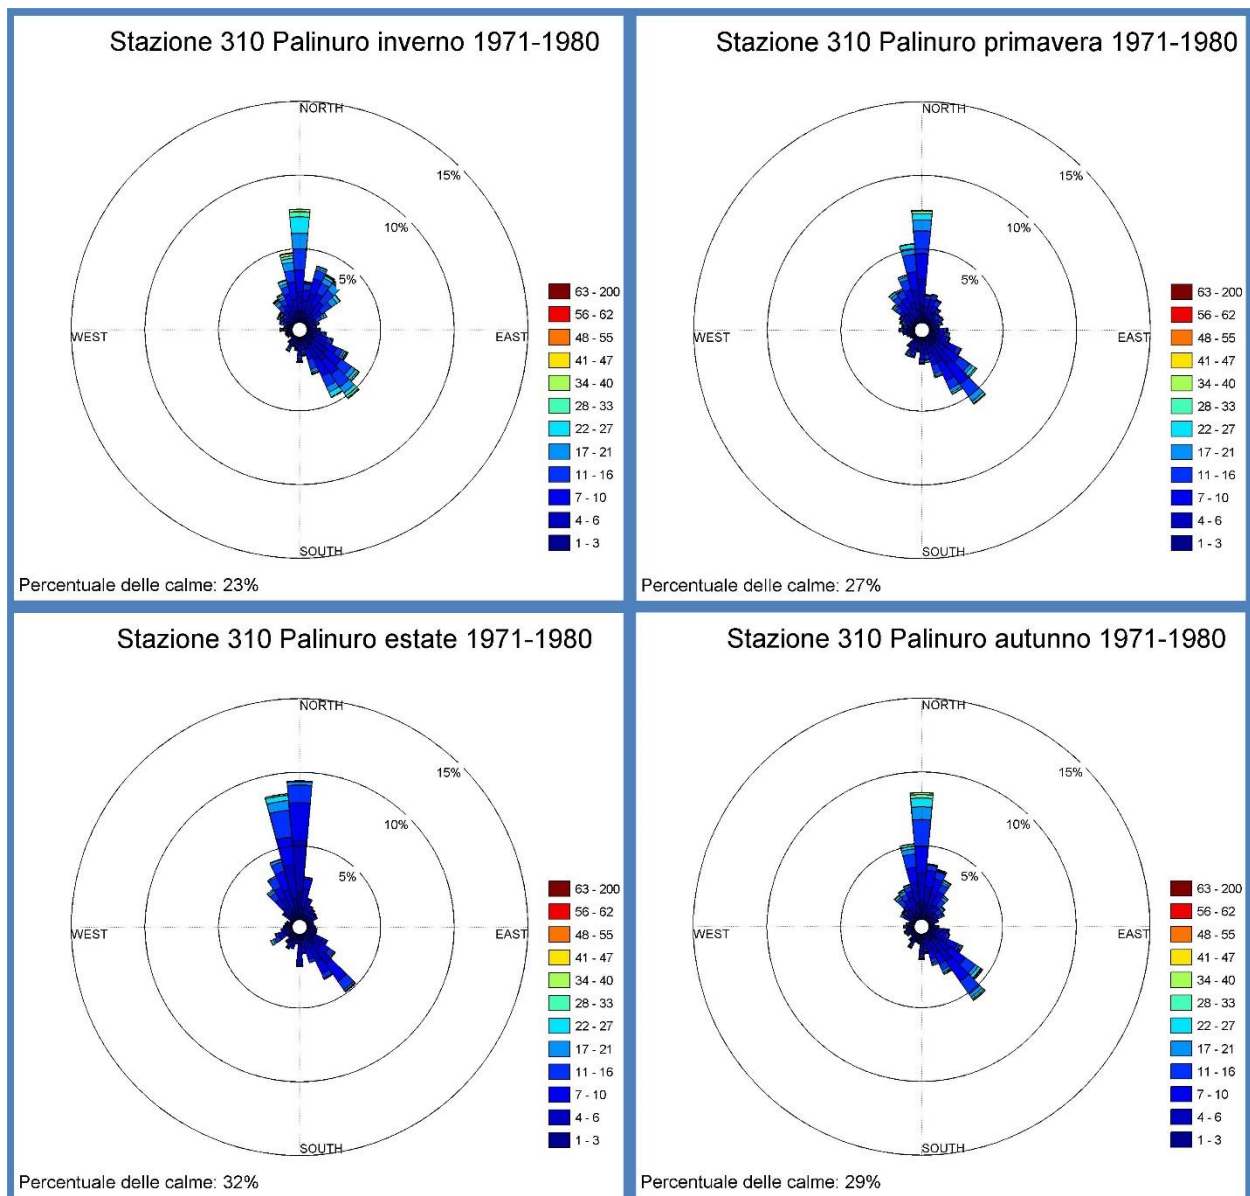 Stazione 310 Palinuro inverno 1971-1980
NORTH
15%
10%
5%
WEST
EAST
SOUTH
63 - 200
56 - 62
48 - 55
41 - 47
34 - 40
28 - 33
22 - 27
17 - 21
11 - 16
7 - 10
4 - 6
1 - 3
Percentuale delle calme: 23%
Stazione 310 Palinuro primavera 1971-1980
NORTH
15%
10%
5%
WEST
EAST
SOUTH
63 - 200
56 - 62
48 - 55
41 - 47
34 - 40
28 - 33
22 - 27
17 - 21
11 - 16
7 - 10
4 - 6
1 - 3
Percentuale delle calme: 27%
Stazione 310 Palinuro estate 1971-1980
NORTH
15%
10%
5%
WEST
EAST
SOUTH
63 - 200
56 - 62
48 - 55
41 - 47
34 - 40
28 - 33
22 - 27
17 - 21
11 - 16
7 - 10
4 - 6
1 - 3
Percentuale delle calme: 32%
Stazione 310 Palinuro autunno 1971-1980
NORTH
15%
10%
5%
WEST
EAST
SOUTH
63 - 200
56 - 62
48 - 55
41 - 47
34 - 40
28 - 33
22 - 27
17 - 21
11 - 16
7 - 10
4 - 6
1 - 3
Percentuale delle calme: 29%